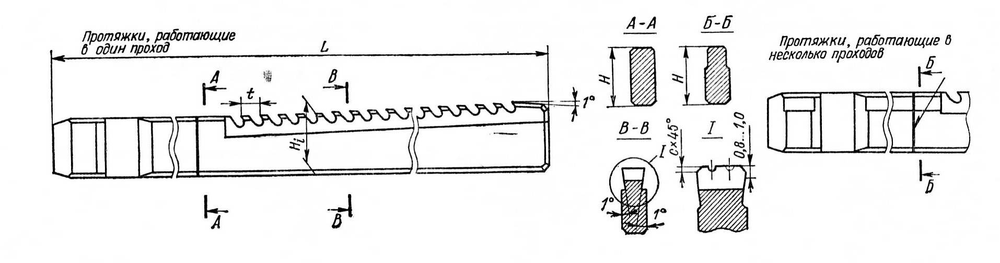 Протяжки, работающие
в один проход
L
А
t
В
1°
Hi
А
В
А-А
H
Б-Б
H
В-В
I
1°
1°
I
с×45°
0,8...1,0
Протяжки, работающие в
несколько проходов
Б
Б